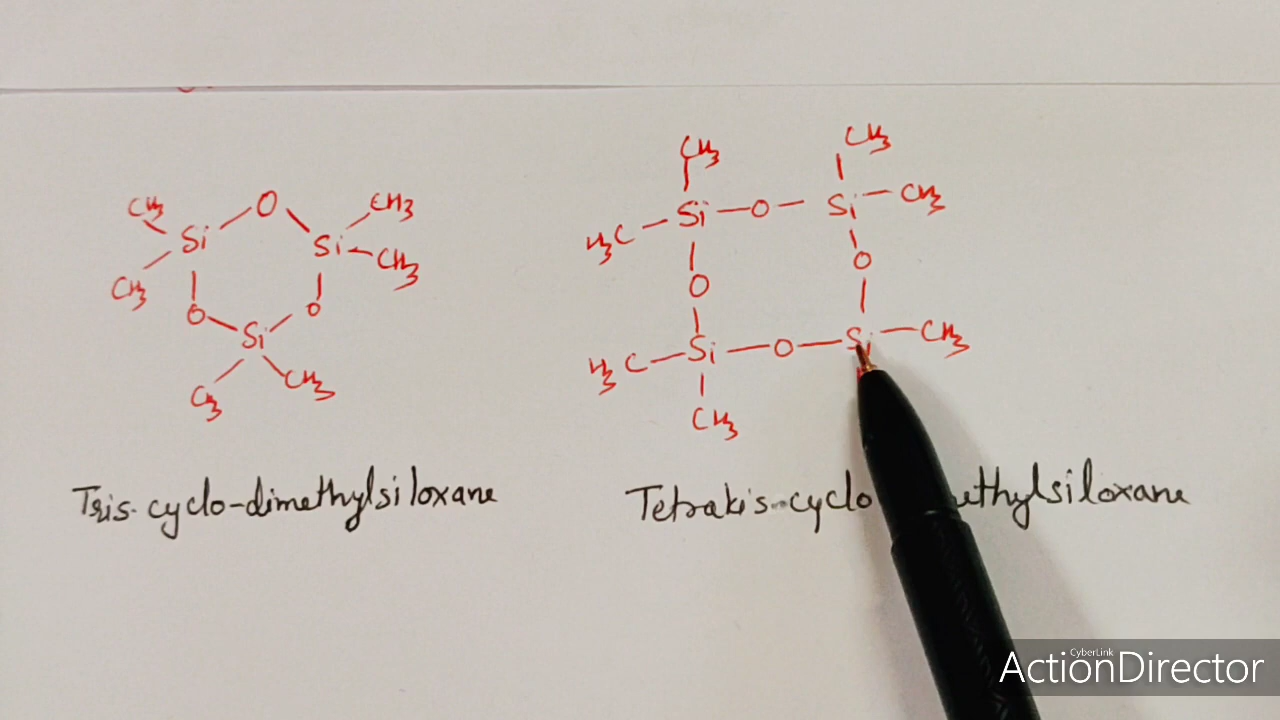 CH3 CH3
CH3 O CH3 Si O Si CH3
Si Si CH3 H3C O O
CH3 O O Si H3C Si O Si CH3
CH3 CH3 CH3
Tris-cyclo-dimethylsiloxane Tetrakis-cyclo ethylsiloxane
CyberLink
ActionDirector